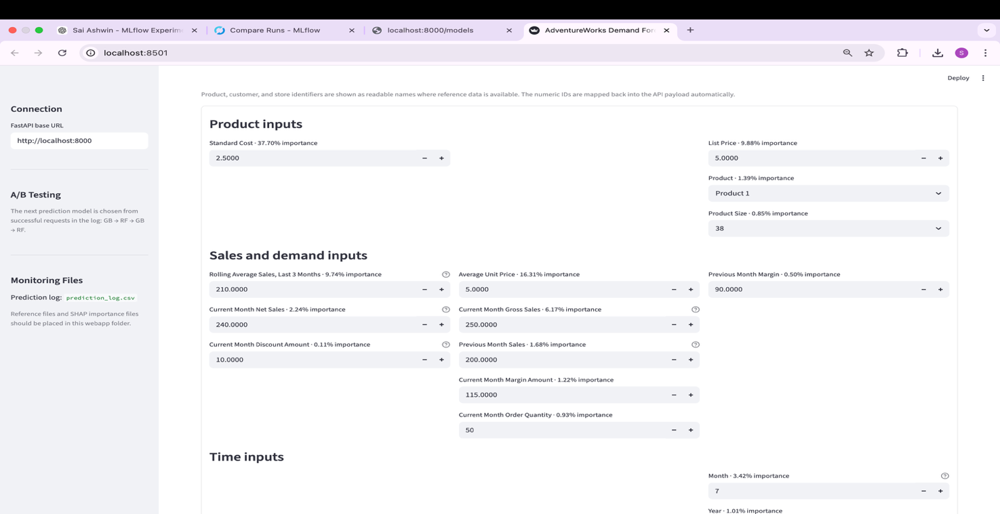 Sai Ashwin - MLflow Experim
Compare Runs - MLflow
localhost:8000/models
AdventureWorks Demand For
localhost:8501
S
Deploy
Connection
FastAPI base URL
http://localhost:8000
A/B Testing
The next prediction model is chosen from
successful requests in the log: GB → RF → GB
→ RF.
Monitoring Files
Prediction log: prediction_log.csv
Reference files and SHAP importance files
should be placed in this webapp folder.
Product, customer, and store identifiers are shown as readable names where reference data is available. The numeric IDs are mapped back into the API payload automatically.
Product inputs
Standard Cost · 37.70% importance
2.5000
List Price · 9.88% importance
5.0000
Product · 1.39% importance
Product 1
Product Size · 0.85% importance
38
Sales and demand inputs
Rolling Average Sales, Last 3 Months · 9.74% importance
210.0000
Average Unit Price · 16.31% importance
5.0000
Previous Month Margin · 0.50% importance
90.0000
Current Month Net Sales · 2.24% importance
240.0000
Current Month Gross Sales · 6.17% importance
250.0000
Current Month Discount Amount · 0.11% importance
10.0000
Previous Month Sales · 1.68% importance
200.0000
Current Month Margin Amount · 1.22% importance
115.0000
Current Month Order Quantity · 0.93% importance
50
Time inputs
Month · 3.42% importance
7
Year · 1.01% importance